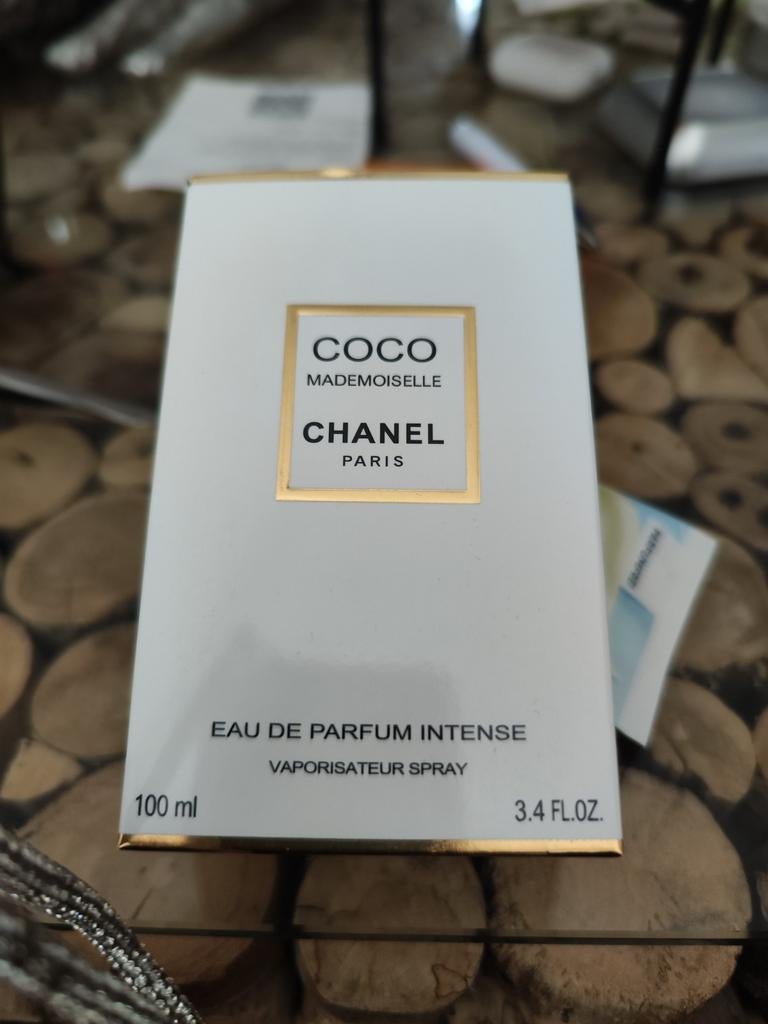 COCO
MADEMOISELLE
CHANEL
PARIS
EAU DE PARFUM INTENSE
VAPORISATEUR SPRAY
100 ml
3.4 FL.OZ.